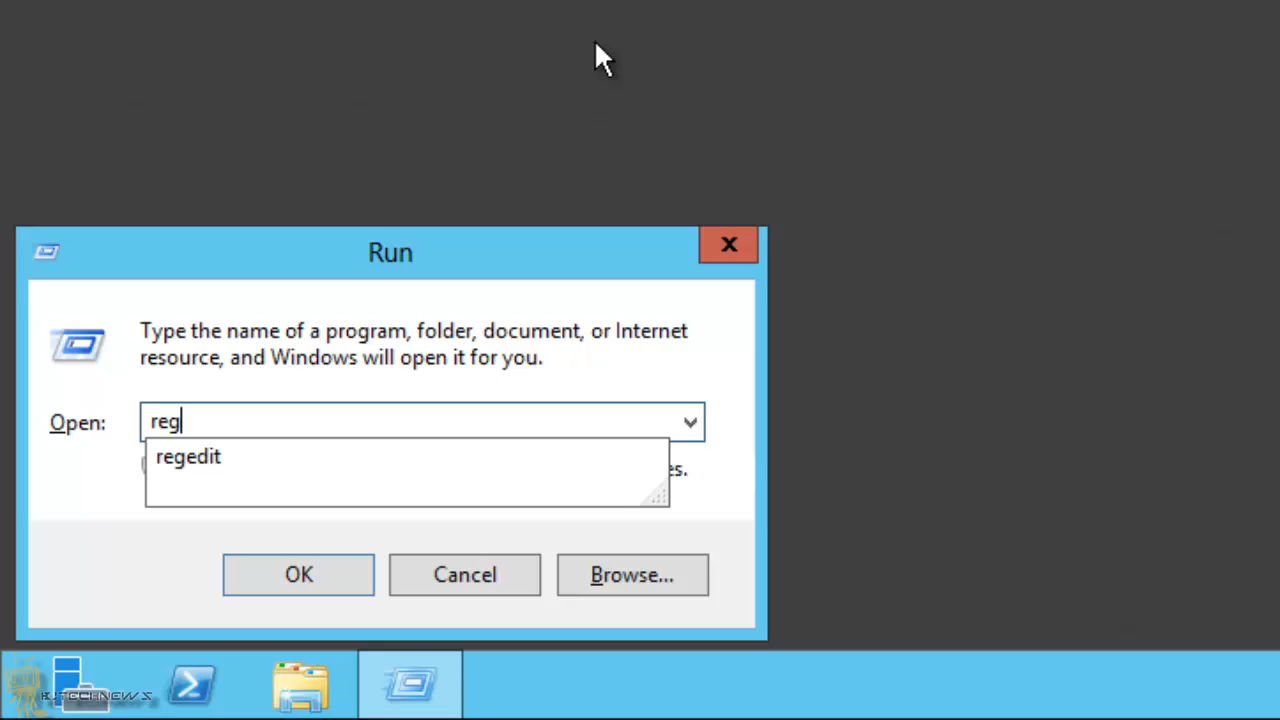 Run
x
Type the name of a program, folder, document, or Internet
resource, and Windows will open it for you.
Open: reg
regedit
es.
OK Cancel Browse...
BJTECHNEWS